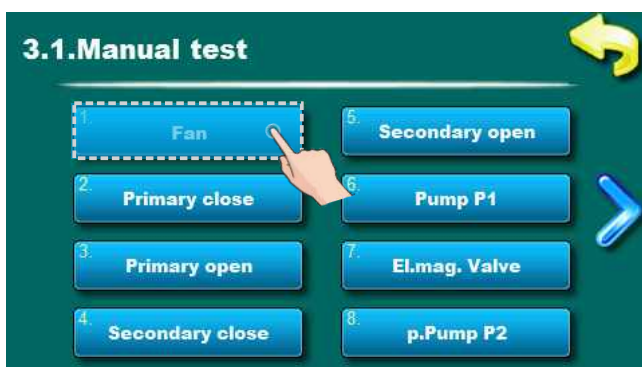 3.1.Manual test
1.
Fan
2.
Primary close
3.
Primary open
4.
Secondary close
5.
Secondary open
6.
Pump P1
7.
El.mag. Valve
8.
p.Pump P2